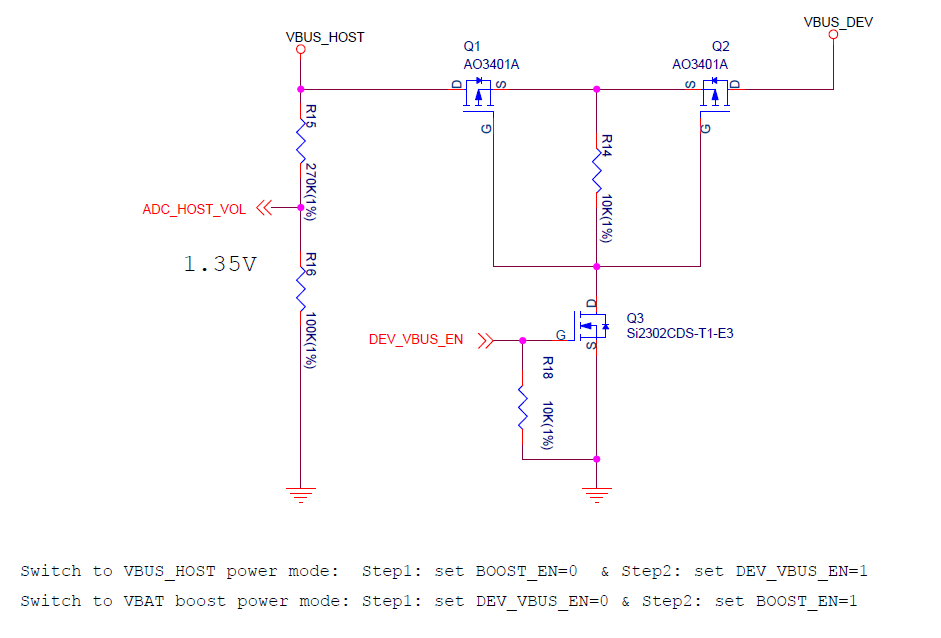 VBUS_HOST
VBUS_DEV
Q1
AO3401A
Q2
AO3401A
D
S
S
D
G
G
R15
270K(1%)
R14
10K(1%)
ADC_HOST_VOL
1.35V
R16
100K(1%)
D
Q3
Si2302CDS-T1-E3
DEV_VBUS_EN
G
S
R18
10K(1%)
Switch to VBUS_HOST power mode: Step1: set BOOST_EN=0 & Step2: set DEV_VBUS_EN=1
Switch to VBAT boost power mode: Step1: set DEV_VBUS_EN=0 & Step2: set BOOST_EN=1